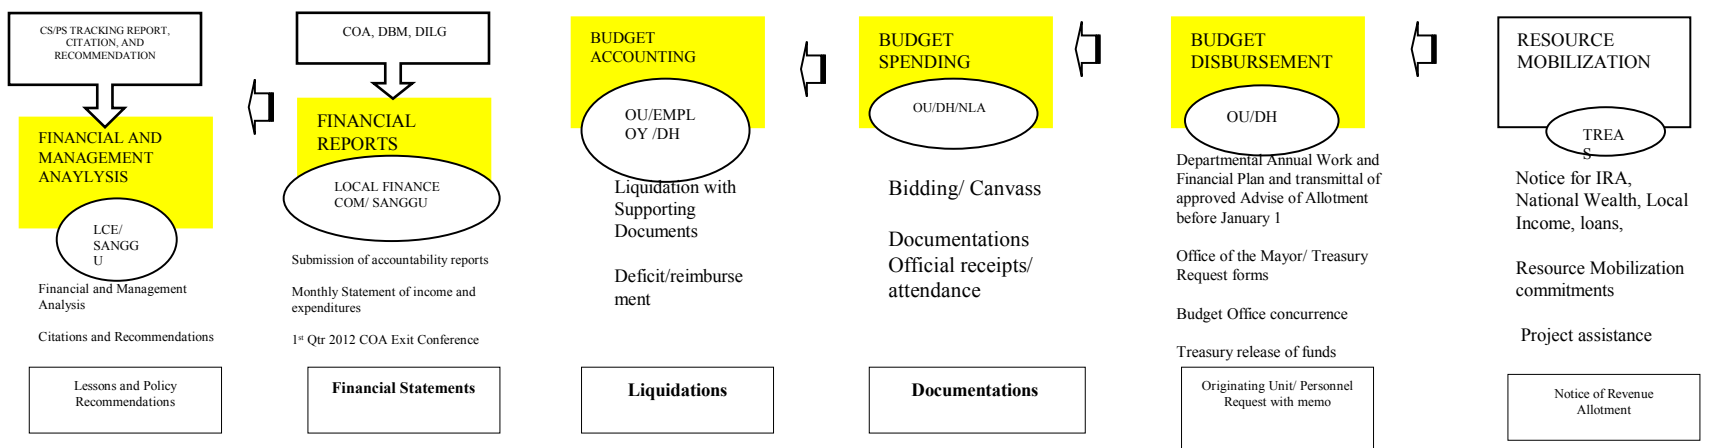 CS/PS TRACKING REPORT,
CITATION, AND
RECOMMENDATION
FINANCIAL AND
MANAGEMENT
ANAYLYSIS
LCE/
SANGG
U
Financial and Management
Analysis
Citations and Recommendations
Lessons and Policy
Recommendations
COA, DBM, DILG
FINANCIAL
REPORTS
LOCAL FINANCE
COM/ SANGGU
Submission of accountability reports
Monthly Statement of income and
expenditures
1st Qtr 2012 COA Exit Conference
Financial Statements
BUDGET
ACCOUNTING
OU/EMPL
OY /DH
Liquidation with
Supporting
Documents
Deficit/reimburse
ment
Liquidations
BUDGET
SPENDING
OU/DH/NLA
Bidding/ Canvass
Documentations
Official receipts/
attendance
Documentations
BUDGET
DISBURSEMENT
OU/DH
Departmental Annual Work and
Financial Plan and transmittal of
approved Advise of Allotment
before January 1
Office of the Mayor/ Treasury
Request forms
Budget Office concurrence
Treasury release of funds
Originating Unit/ Personnel
Request with memo
RESOURCE
MOBILIZATION
TREA
S
Notice for IRA,
National Wealth, Local
Income, loans,
Resource Mobilization
commitments
Project assistance
Notice of Revenue
Allotment